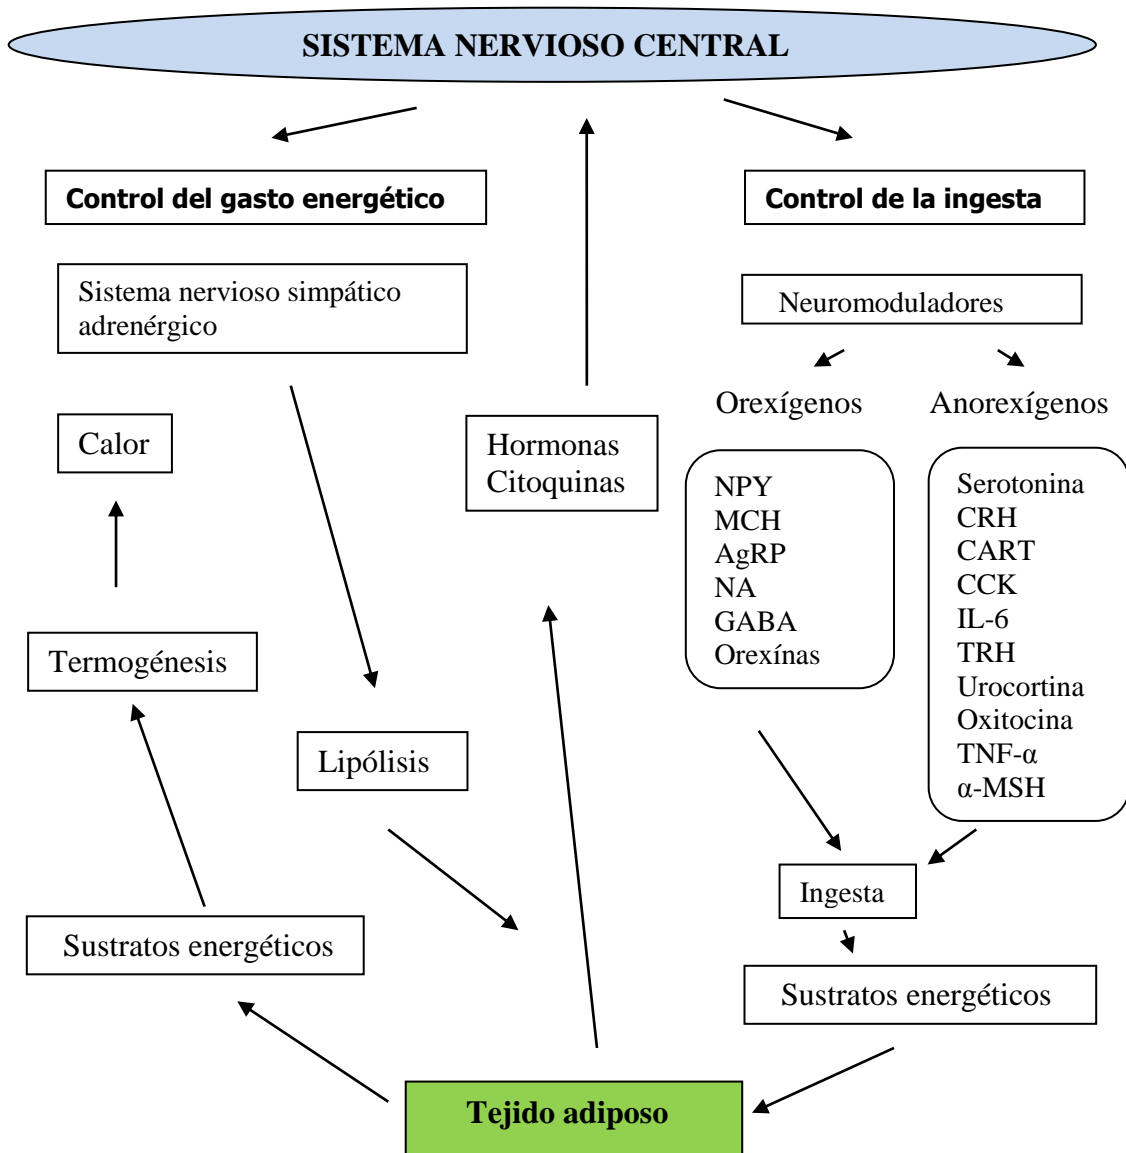 SISTEMA NERVIOSO CENTRAL
Control del gasto energético
Control de la ingesta
Sistema nervioso simpático
adrenérgico
Neuromoduladores
Orexígenos
Anorexígenos
Calor
Hormonas
Citoquinas
NPY
MCH
AgRP
NA
GABA
Orexínas
Serotonina
CRH
CART
CCK
IL-6
TRH
Urocortina
Oxitocina
TNF-α
α-MSH
Termogénesis
Lipólisis
Ingesta
Sustratos energéticos
Sustratos energéticos
Tejido adiposo